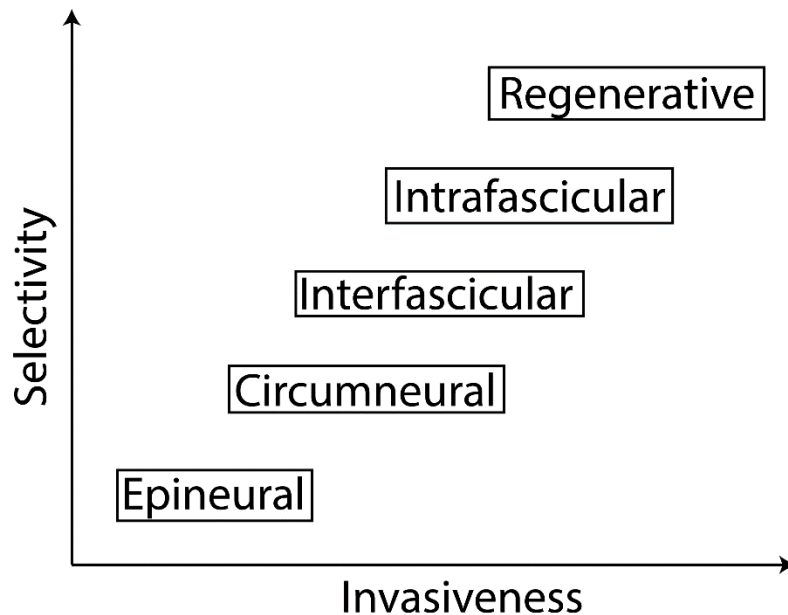 Regenerative
Intrafascicular
Interfascicular
Circumneural
Epineural
Selectivity
Invasiveness